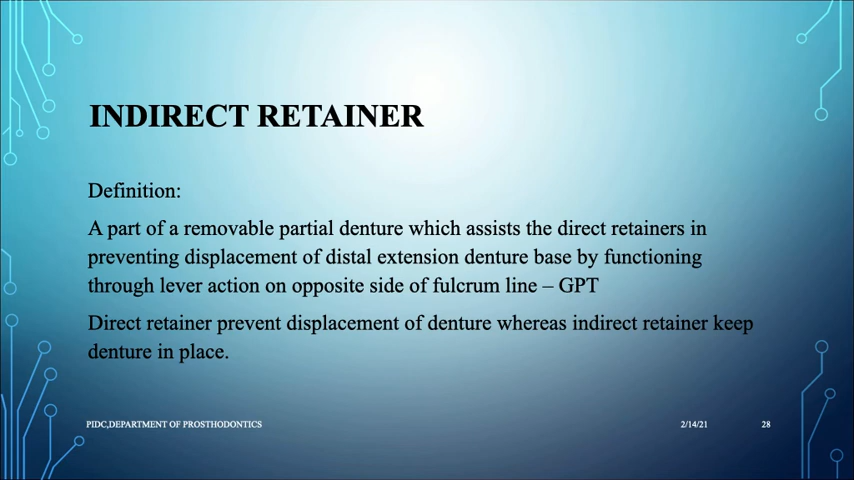 INDIRECT RETAINER
Definition:
A part of a removable partial denture which assists the direct retainers in
preventing displacement of distal extension denture base by functioning
through lever action on opposite side of fulcrum line – GPT
Direct retainer prevent displacement of denture whereas indirect retainer keep
denture in place.
PIDC,DEPARTMENT OF PROSTHODONTICS
2/14/21
28